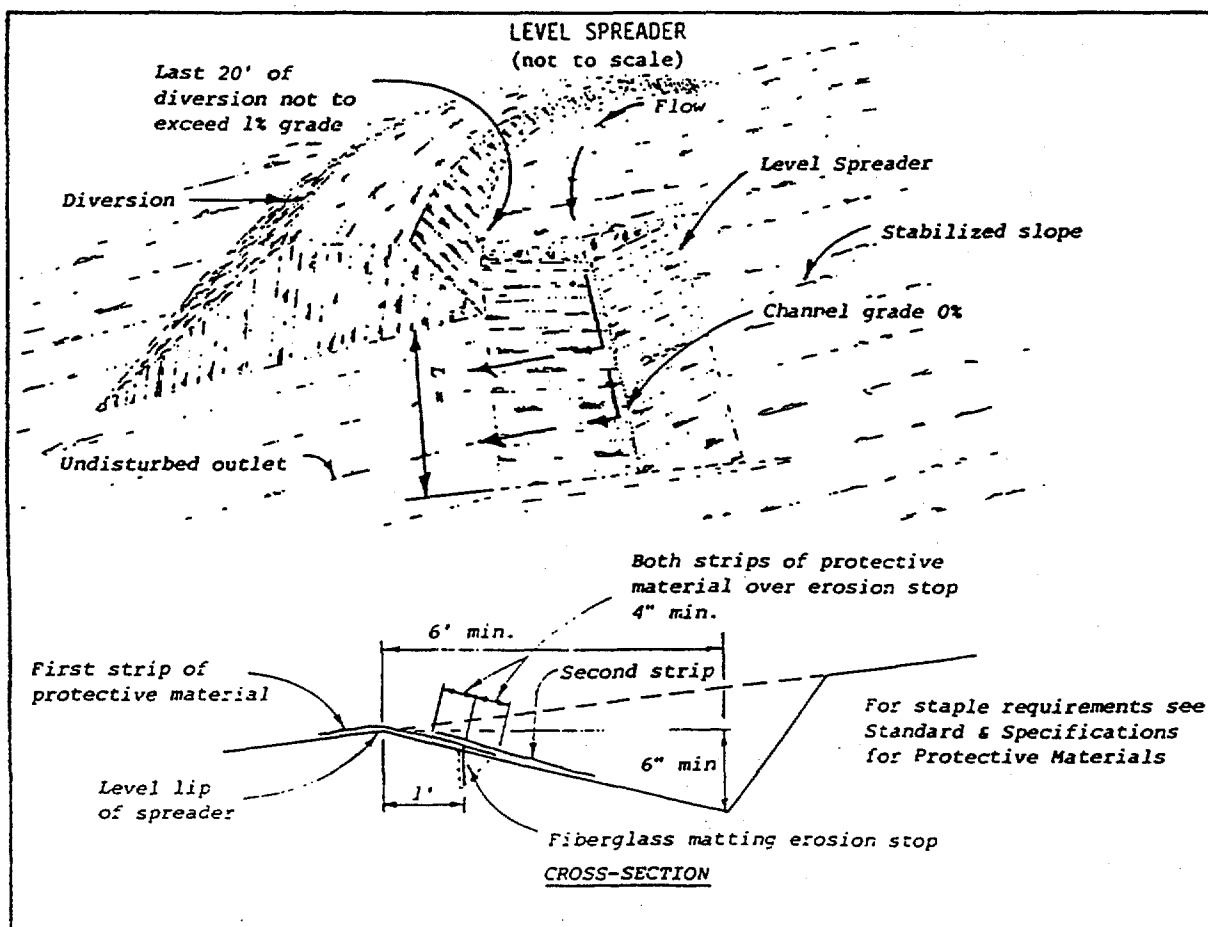 LEVEL SPREADER
(not to scale)
Last 20' of
diversion not to
exceed 1% grade
Flow
Diversion
Level Spreader
Stabilized slope
Channel grade 0%
Undisturbed outlet
Both strips of protective
material over erosion stop
4" min.
6' min.
First strip of
protective material
Second strip
For staple requirements see
Standard & Specifications
for Protective Materials
6" min
Level lip
of spreader
1'
Fiberglass matting erosion stop
CROSS-SECTION